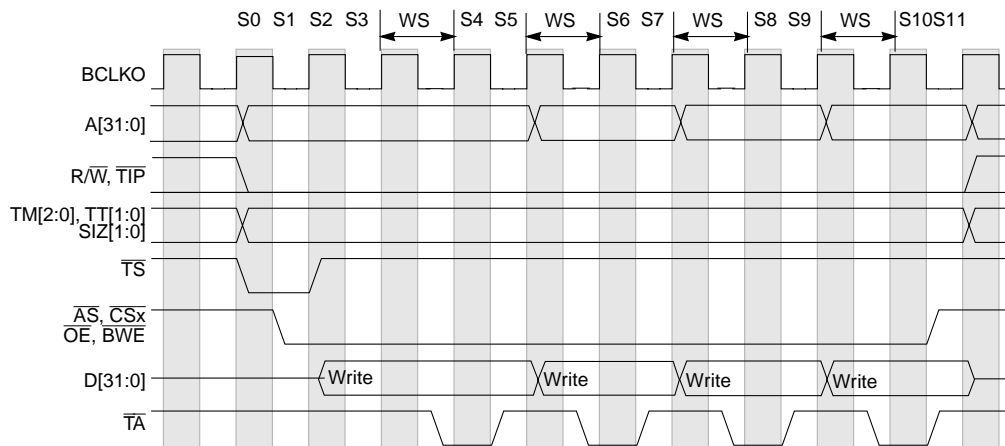 S0 S1 S2 S3 WS S4 S5 WS S6 S7 WS S8 S9 WS S10S11
BCLKO
A[31:0]
R/W, TIP
TM[2:0], TT[1:0]
SIZ[1:0]
TS
AS, CSx
OE, BWE
D[31:0] Write Write Write Write
TA